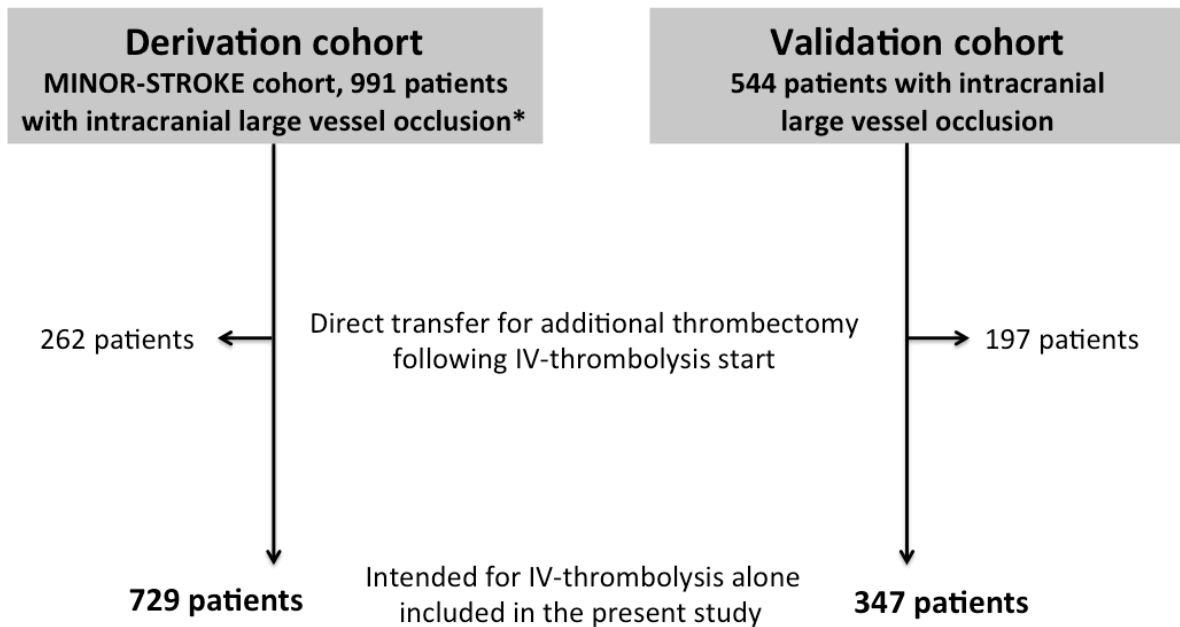 Derivation cohort
MINOR-STROKE cohort, 991 patients
with intracranial large vessel occlusion*
Validation cohort
544 patients with intracranial
large vessel occlusion
262 patients
Direct transfer for additional thrombectomy
following IV-thrombolysis start
197 patients
729 patients
Intended for IV-thrombolysis alone
included in the present study
347 patients